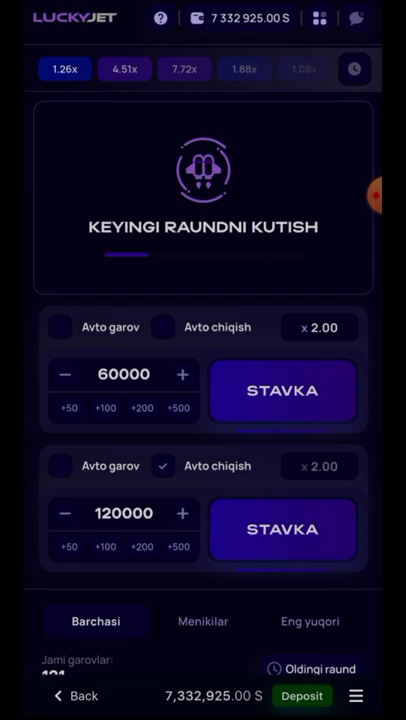 LUCKYJET
? 7 332 925.00 S
1.26x 4.51x 7.72x 1.88x 1.08x
KEYINGI RAUNDNI KUTISH
Avto garov Avto chiqish x 2.00
− 60000 +
STAVKA
+50 +100 +200 +500
Avto garov Avto chiqish x 2.00
− 120000 +
STAVKA
+50 +100 +200 +500
Barchasi Menikilar Eng yuqori
Jami garovlar:
Oldingi raund
Back 7,332,925.00 S Deposit